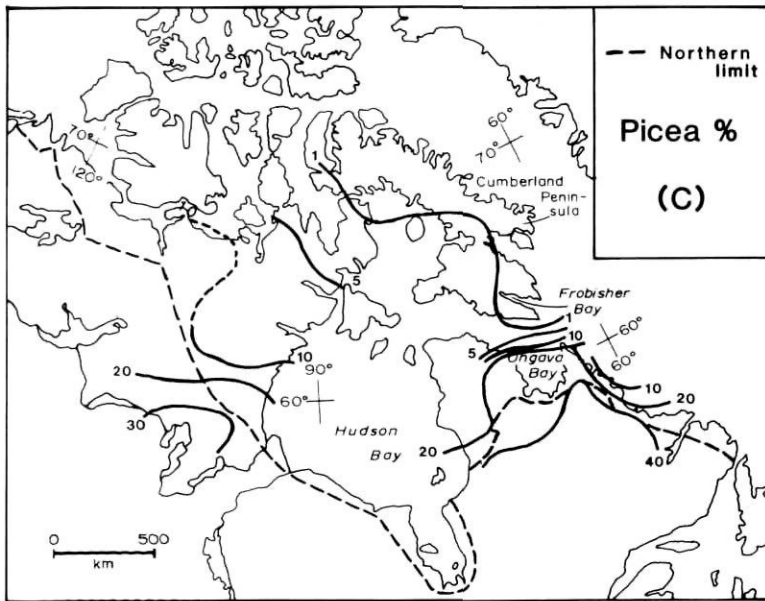 Northern
limit
Picea %
(C)
70°
120°
60°
70°
1
Cumberland
Penin-
sula
5
Frobisher
Bay
1
10
5
60°
60°
Ungava
Bay
10
90°
60°
20
30
10
20
Hudson
Bay
20
40
0 500
km